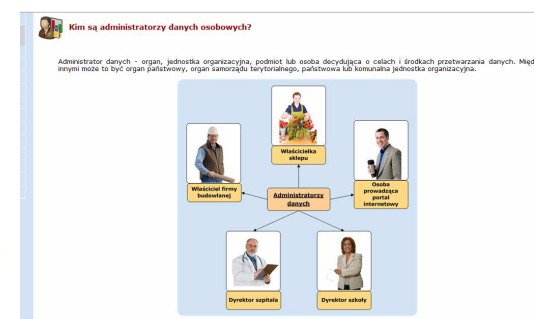 Kim są administratorzy danych osobowych?
Administrator danych - organ, jednostka organizacyjna, podmiot lub osoba decydująca o celach i środkach przetwarzania danych. Międ
innymi może to być organ państwowy, organ samorządu terytorialnego, państwowa lub komunalna jednostka organizacyjna.
Właścicielka
sklepu
Właściciel firmy
budowlanej
Administratorzy
danych
Osoba
prowadząca
portal
internetowy
Dyrektor szpitala
Dyrektor szkoły